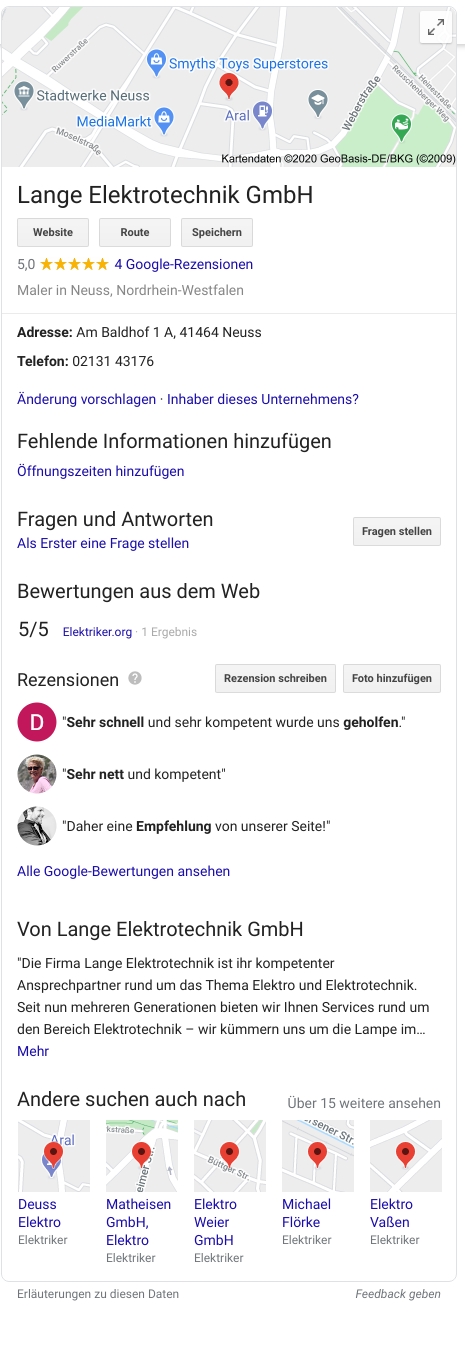 Ruwerstraße
Smyths Toys Superstores
Stadtwerke Neuss
MediaMarkt
Aral
Moselstraße
Weberstraße
Heinestraße
Reuschenberger Weg
Kartendaten ©2020 GeoBasis-DE/BKG (©2009)
Lange Elektrotechnik GmbH
Website Route Speichern
5,0 ★★★★★ 4 Google-Rezensionen
Maler in Neuss, Nordrhein-Westfalen
Adresse: Am Baldhof 1 A, 41464 Neuss
Telefon: 02131 43176
Änderung vorschlagen · Inhaber dieses Unternehmens?
Fehlende Informationen hinzufügen
Öffnungszeiten hinzufügen
Fragen und Antworten
Fragen stellen
Als Erster eine Frage stellen
Bewertungen aus dem Web
5/5 Elektriker.org · 1 Ergebnis
Rezensionen ? Rezension schreiben Foto hinzufügen
D "Sehr schnell und sehr kompetent wurde uns geholfen."
"Sehr nett und kompetent"
"Daher eine Empfehlung von unserer Seite!"
Alle Google-Bewertungen ansehen
Von Lange Elektrotechnik GmbH
"Die Firma Lange Elektrotechnik ist ihr kompetenter
Ansprechpartner rund um das Thema Elektro und Elektrotechnik.
Seit nun mehreren Generationen bieten wir Ihnen Services rund um
den Bereich Elektrotechnik – wir kümmern uns um die Lampe im…
Mehr
Andere suchen auch nach Über 15 weitere ansehen
Aral
kstraße
eimer Str.
Büttger Str.
ersener Str.
Deuss
Elektro
Elektriker
Matheisen
GmbH,
Elektro
Elektriker
Elektro
Weier
GmbH
Elektriker
Michael
Flörke
Elektriker
Elektro
Vaßen
Elektriker
Erläuterungen zu diesen Daten Feedback geben